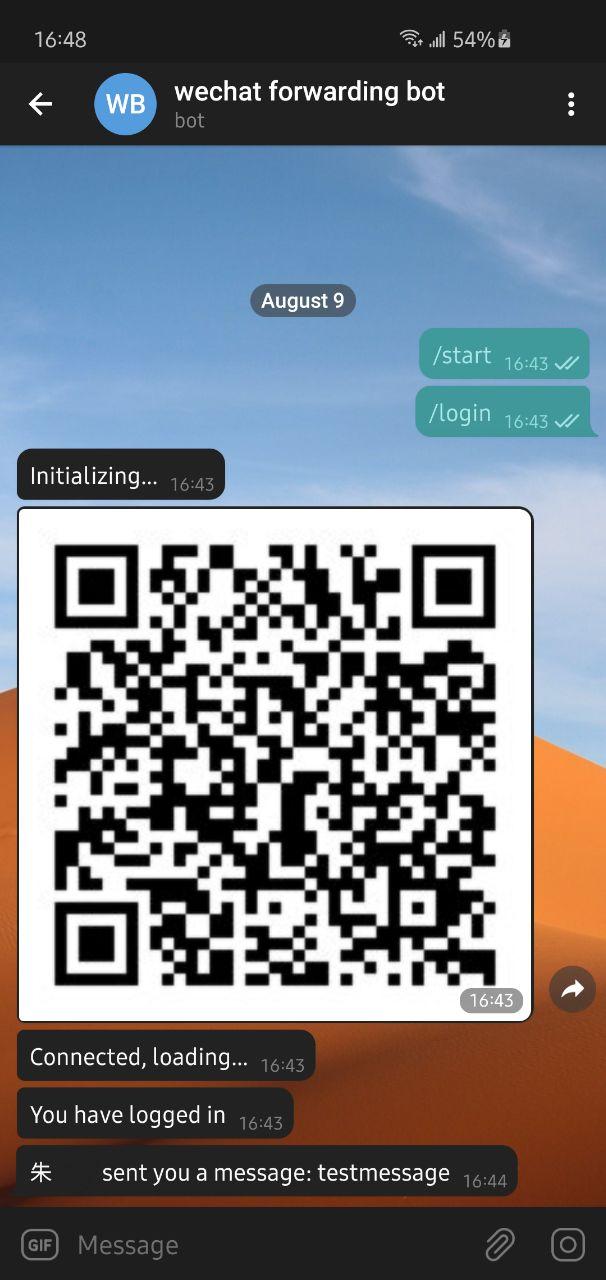 16:48
54%
WB
wechat forwarding bot
bot
August 9
/start 16:43
/login 16:43
Initializing... 16:43
16:43
Connected, loading... 16:43
You have logged in 16:43
朱 sent you a message: testmessage 16:44
GIF Message